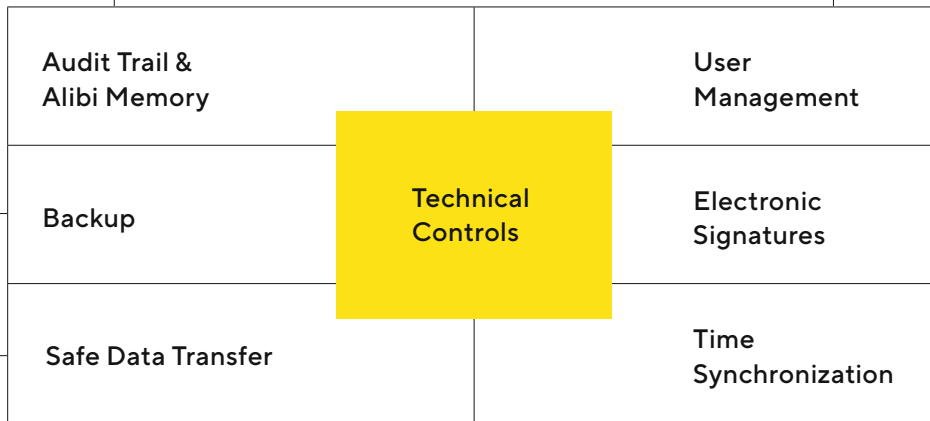 Audit Trail &
Alibi Memory
User
Management
Backup
Technical
Controls
Electronic
Signatures
Safe Data Transfer
Time
Synchronization